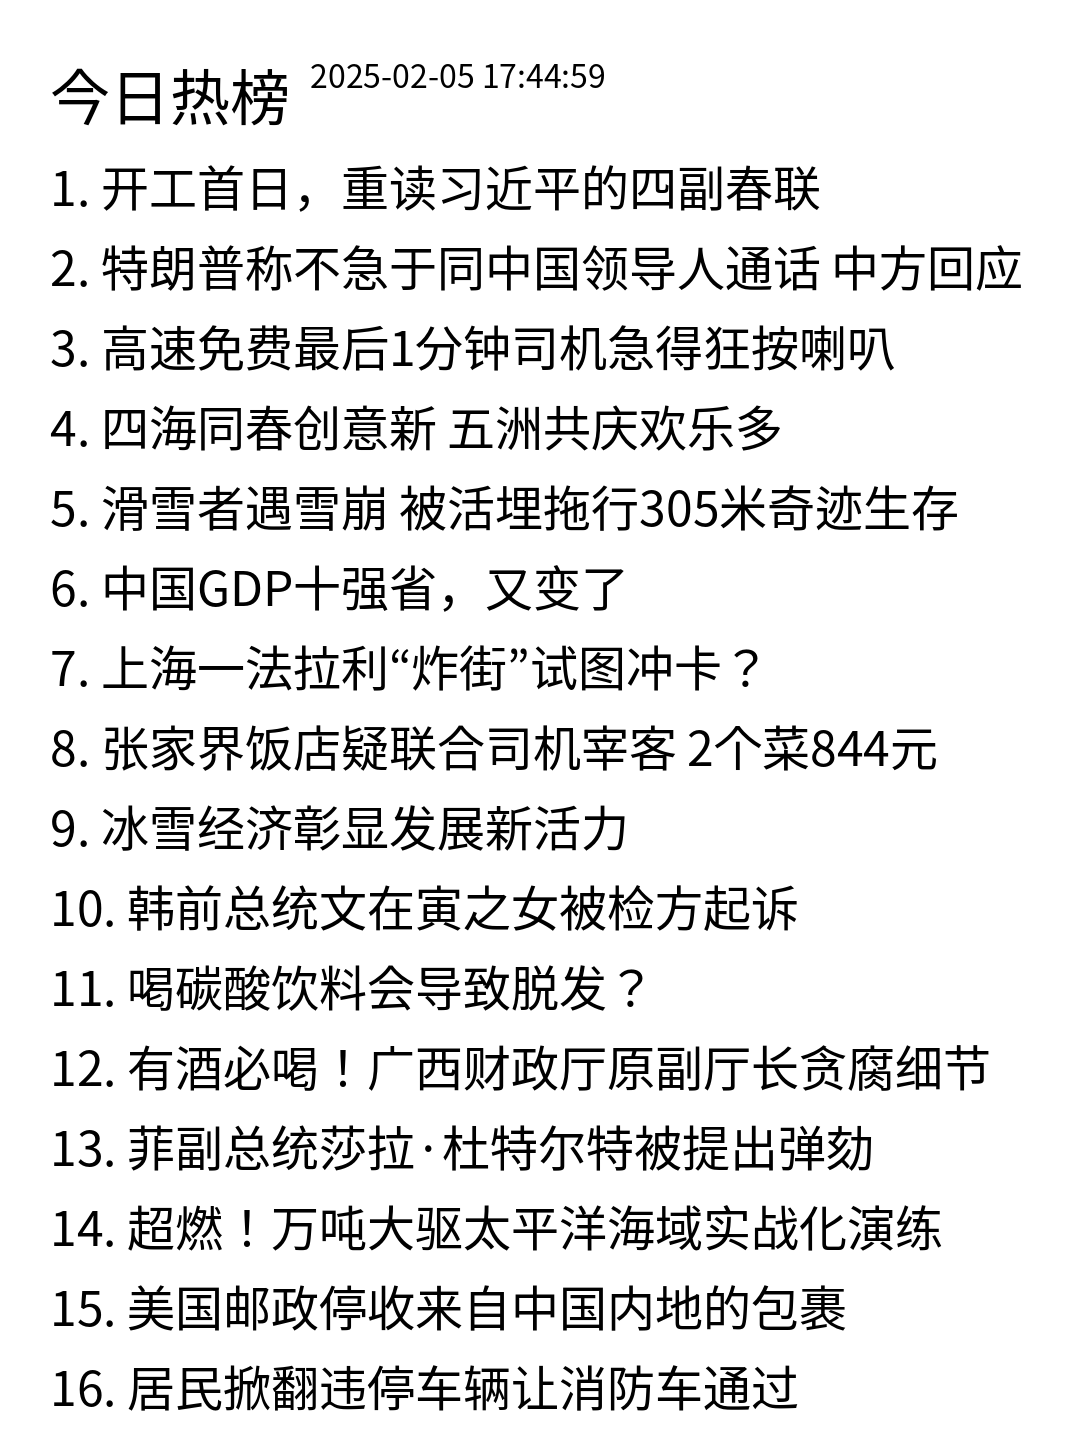 今日热榜 2025-02-05 17:44:59
1. 开工首日，重读习近平的四副春联
2. 特朗普称不急于同中国领导人通话 中方回应
3. 高速免费最后1分钟司机急得狂按喇叭
4. 四海同春创意新 五洲共庆欢乐多
5. 滑雪者遇雪崩 被活埋拖行305米奇迹生存
6. 中国GDP十强省，又变了
7. 上海一法拉利“炸街”试图冲卡？
8. 张家界饭店疑联合司机宰客 2个菜844元
9. 冰雪经济彰显发展新活力
10. 韩前总统文在寅之女被检方起诉
11. 喝碳酸饮料会导致脱发？
12. 有酒必喝！广西财政厅原副厅长贪腐细节
13. 菲副总统莎拉·杜特尔特被提出弹劾
14. 超燃！万吨大驱太平洋海域实战化演练
15. 美国邮政停收来自中国内地的包裹
16. 居民掀翻违停车辆让消防车通过